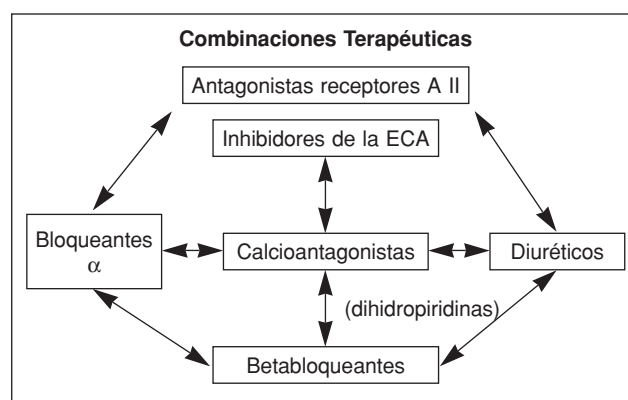 Combinaciones Terapéuticas
Antagonistas receptores A II
Inhibidores de la ECA
Bloqueantes
α
Calcioantagonistas
Diuréticos
(dihidropiridinas)
Betabloqueantes